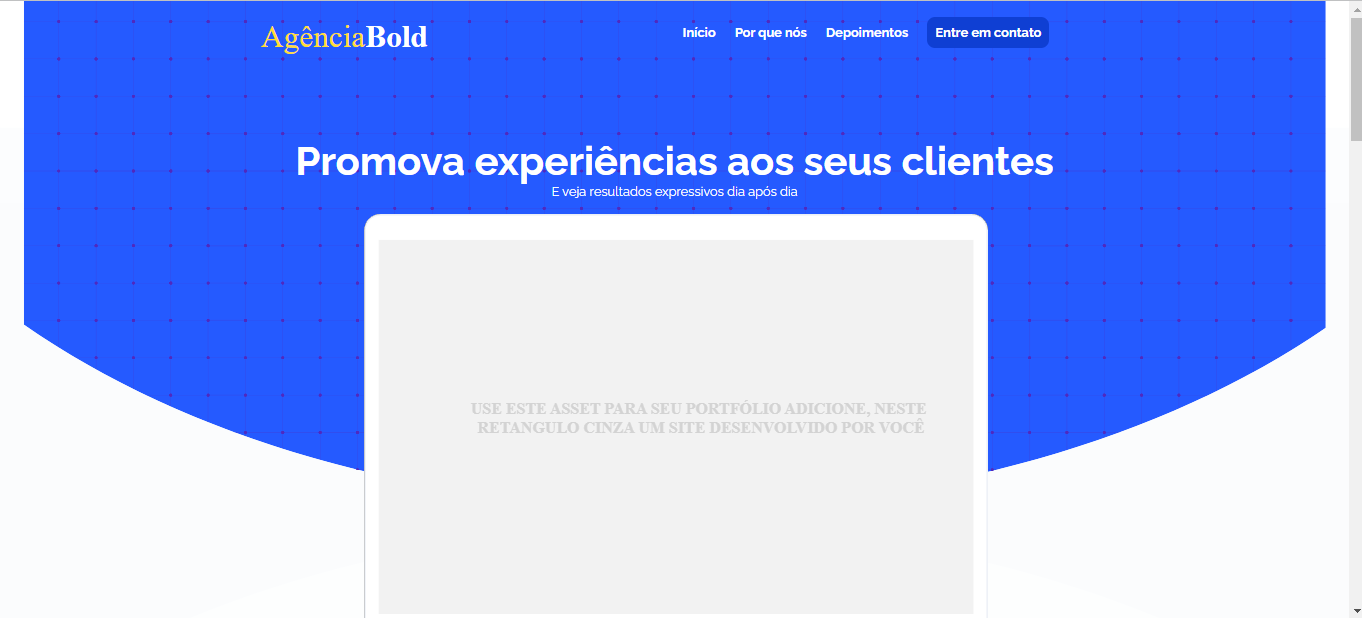 AgênciaBold
Início Por que nós Depoimentos Entre em contato
Promova experiências aos seus clientes
E veja resultados expressivos dia após dia
USE ESTE ASSET PARA SEU PORTFÓLIO ADICIONE, NESTE
RETANGULO CINZA UM SITE DESENVOLVIDO POR VOCÊ